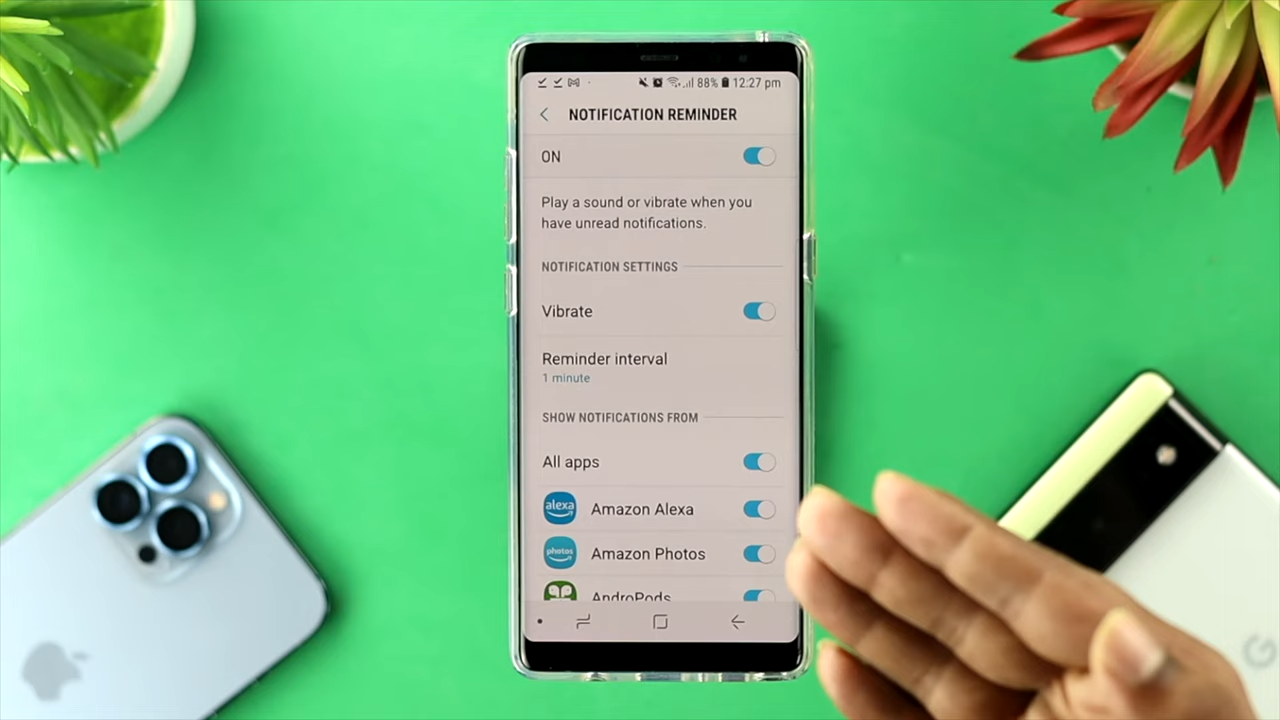 88% 12:27 pm
NOTIFICATION REMINDER
ON
Play a sound or vibrate when you
have unread notifications.
NOTIFICATION SETTINGS
Vibrate
Reminder interval
1 minute
SHOW NOTIFICATIONS FROM
All apps
alexa
Amazon Alexa
photos
Amazon Photos
AndroPods
G